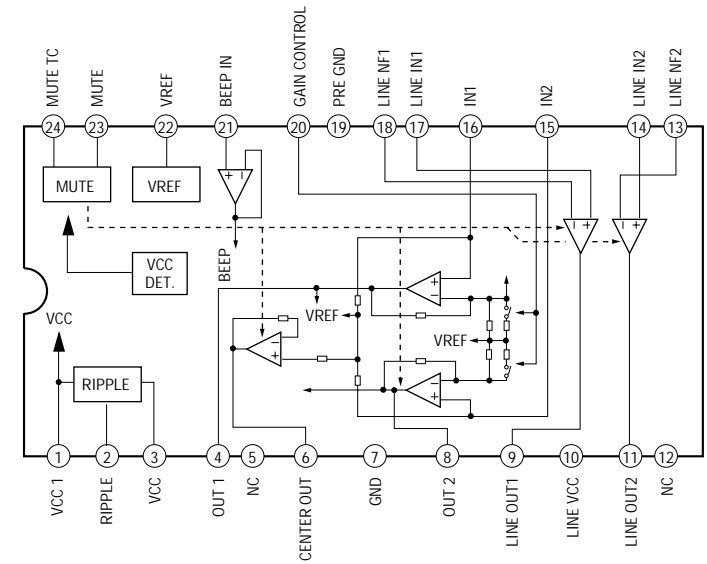 MUTE TC
MUTE
VREF
BEEP IN
GAIN CONTROL
PRE GND
LINE NF1
LINE IN1
IN1
IN2
LINE IN2
LINE NF2
24
23
22
21
20
19
18
17
16
15
14
13
MUTE
VREF
+ −
− +
− +
BEEP
VCC
DET.
+
−
VREF
VCC
VREF
−
+
RIPPLE
−
+
1
2
3
4
5
6
7
8
9
10
11
12
VCC 1
RIPPLE
VCC
OUT 1
NC
CENTER OUT
GND
OUT 2
LINE OUT1
LINE VCC
LINE OUT2
NC